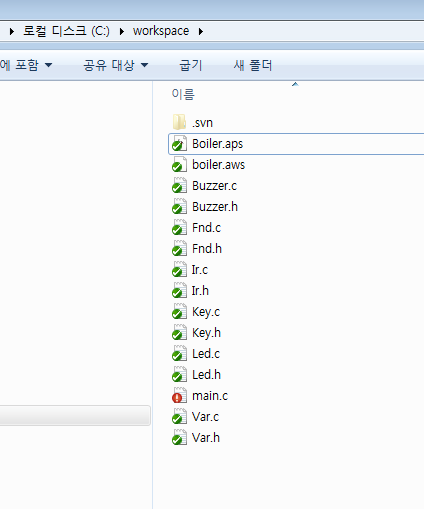 로컬 디스크 (C:) workspace
에 포함 공유 대상 굽기 새 폴더
이름
.svn
Boiler.aps
boiler.aws
Buzzer.c
Buzzer.h
Fnd.c
Fnd.h
Ir.c
Ir.h
Key.c
Key.h
Led.c
Led.h
main.c
Var.c
Var.h